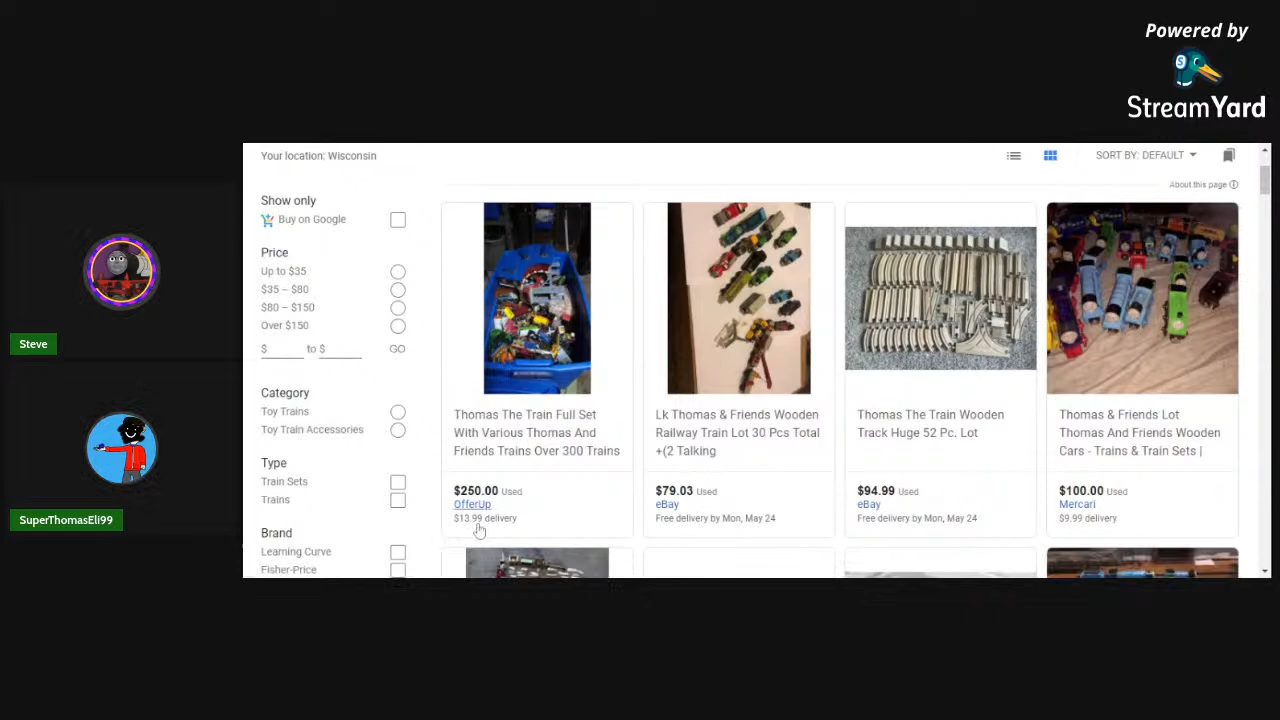 Powered by
StreamYard
Your location: Wisconsin
SORT BY: DEFAULT
About this page
Show only
Buy on Google
Price
Up to $35
$35 – $80
$80 – $150
Over $150
$ to $ GO
Category
Toy Trains
Toy Train Accessories
Type
Train Sets
Trains
Brand
Learning Curve
Fisher-Price
Thomas The Train Full Set
With Various Thomas And
Friends Trains Over 300 Trains
$250.00 Used
OfferUp
$13.99 delivery
Lk Thomas & Friends Wooden
Railway Train Lot 30 Pcs Total
+(2 Talking
$79.03 Used
eBay
Free delivery by Mon, May 24
Thomas The Train Wooden
Track Huge 52 Pc. Lot
$94.99 Used
eBay
Free delivery by Mon, May 24
Thomas & Friends Lot
Thomas And Friends Wooden
Cars - Trains & Train Sets |
$100.00 Used
Mercari
$9.99 delivery
Steve
SuperThomasEli99